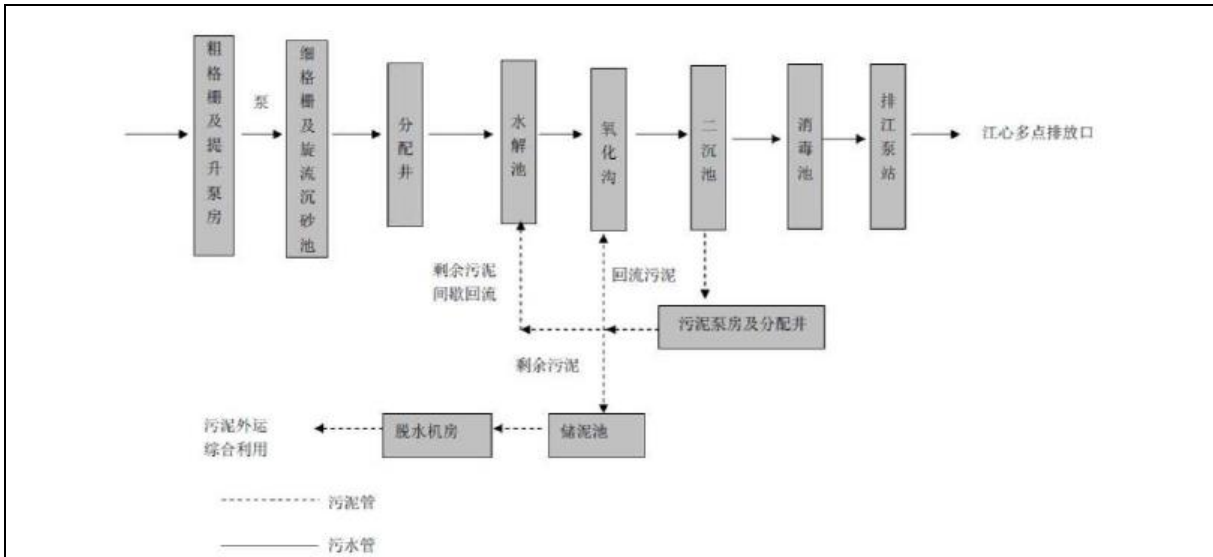 粗格栅及提升泵房
泵
细格栅及旋流沉砂池
分配井
水解池
氧化沟
二沉池
消毒池
排江泵站
江心多点排放口
剩余污泥
间歇回流
回流污泥
污泥泵房及分配井
剩余污泥
污泥外运
综合利用
脱水机房
储泥池
污泥管
污水管